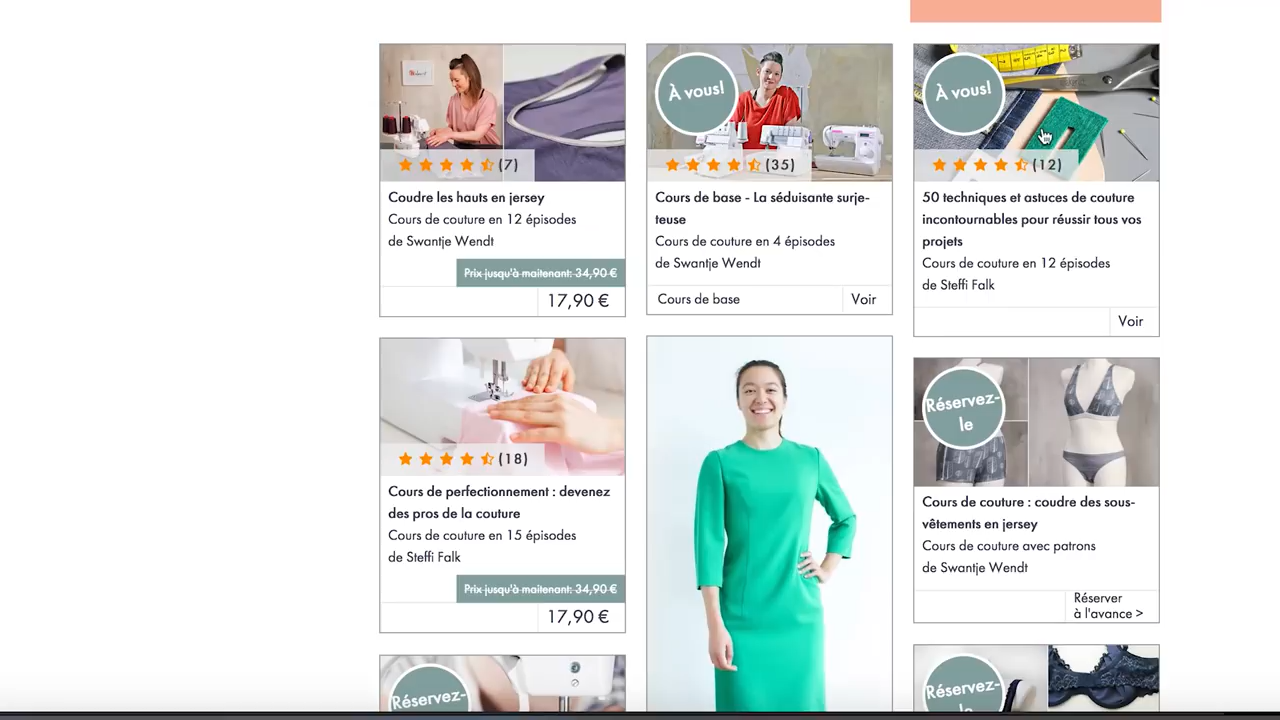 (7)
Coudre les hauts en jersey
Cours de couture en 12 épisodes
de Swantje Wendt
Prix jusqu'à maitenant: 34,90 €
17,90 €
(18)
Cours de perfectionnement : devenez
des pros de la couture
Cours de couture en 15 épisodes
de Steffi Falk
Prix jusqu'à maitenant: 34,90 €
17,90 €
Réservez-
À vous!
(35)
Cours de base - La séduisante surje-
teuse
Cours de couture en 4 épisodes
de Swantje Wendt
Cours de base
Voir
À vous!
(12)
50 techniques et astuces de couture
incontournables pour réussir tous vos
projets
Cours de couture en 12 épisodes
de Steffi Falk
Voir
Réservez-
le
Cours de couture : coudre des sous-
vêtements en jersey
Cours de couture avec patrons
de Swantje Wendt
Réserver
à l'avance >
Réservez-